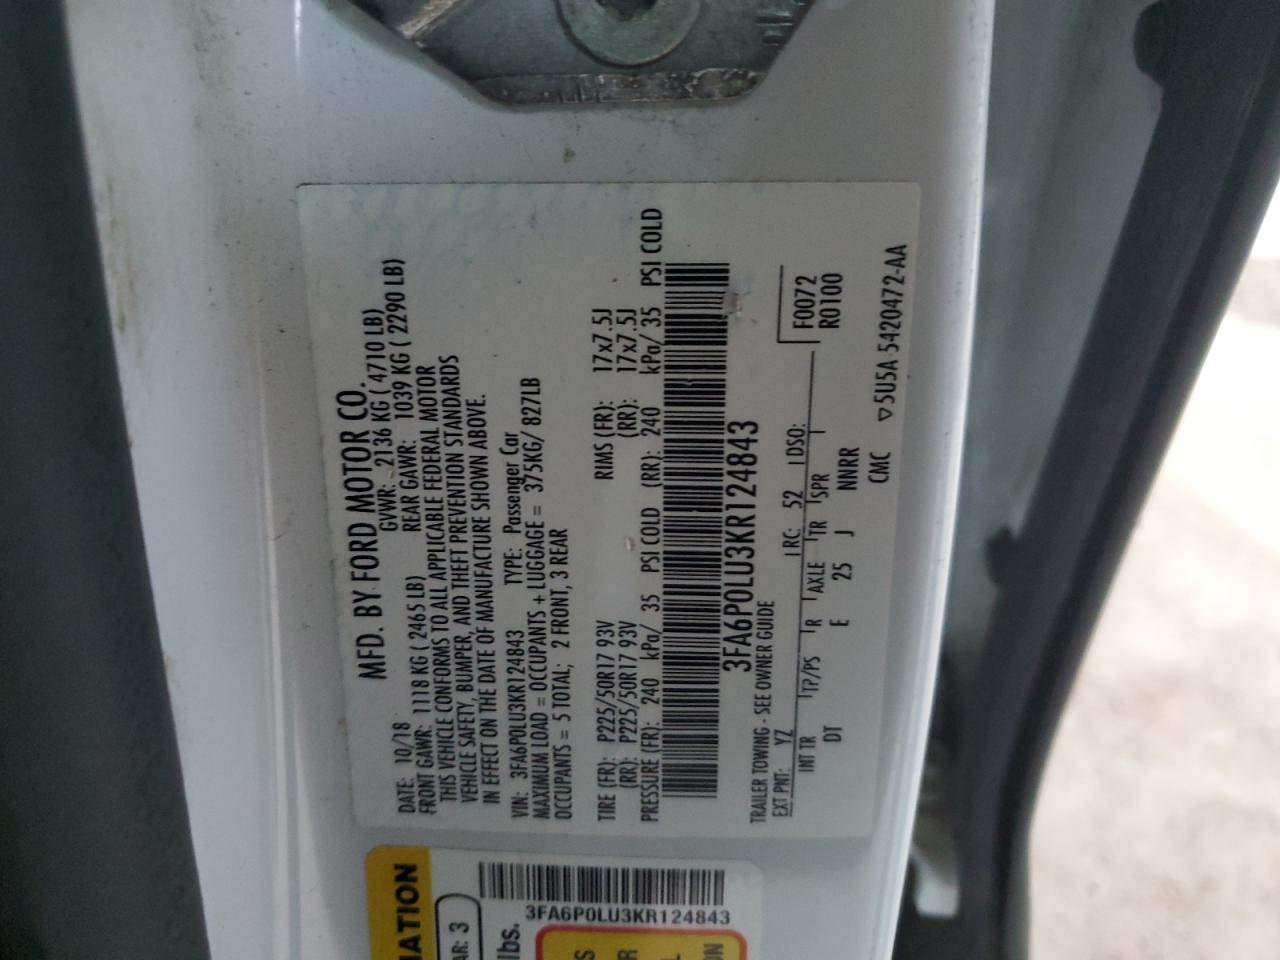 MFD. BY FORD MOTOR CO.
DATE: 10/18 GVWR: 2136 KG ( 4710 LB)
FRONT GAWR: 1118 KG ( 2465 LB) REAR GAWR: 1039 KG ( 2290 LB)
THIS VEHICLE CONFORMS TO ALL APPLICABLE FEDERAL MOTOR
VEHICLE SAFETY, BUMPER, AND THEFT PREVENTION STANDARDS
IN EFFECT ON THE DATE OF MANUFACTURE SHOWN ABOVE.
VIN: 3FA6P0LU3KR124843 TYPE: Passenger Car
MAXIMUM LOAD = OCCUPANTS + LUGGAGE = 375KG/ 827LB
OCCUPANTS = 5 TOTAL; 2 FRONT, 3 REAR
TIRE (FR): P225/50R17 93V RIMS (FR): 17x7.5J
(RR): P225/50R17 93V (RR): 17x7.5J
PRESSURE (FR): 240 kPa/ 35 PSI COLD (RR): 240 kPa/ 35 PSI COLD
3FA6P0LU3KR124843
TRAILER TOWING - SEE OWNER GUIDE
EXT PNT: YZ RC: 52 DSO: F0072
R0100
INT TR TP/PS R AXLE TR SPR
DT E 25 J NNRR
CMC 5U5A 5420472-AA
MATION
3FA6P0LU3KR124843
AR: 3
lbs.